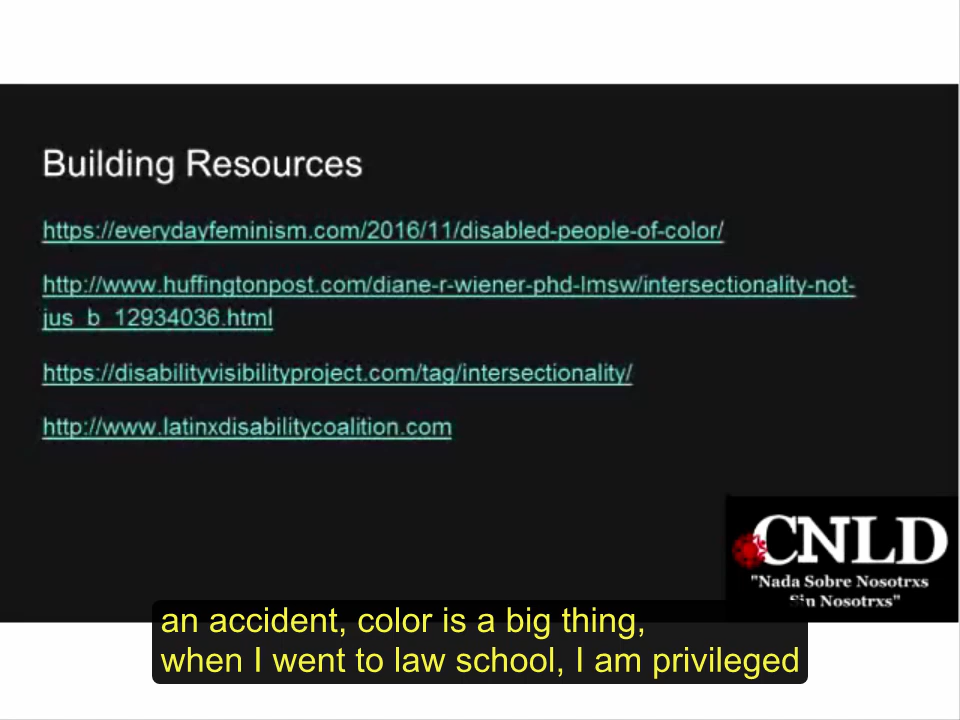 Building Resources
https://everydayfeminism.com/2016/11/disabled-people-of-color/
http://www.huffingtonpost.com/diane-r-wiener-phd-lmsw/intersectionality-not-
jus_b_12934036.html
https://disabilityvisibilityproject.com/tag/intersectionality/
http://www.latinxdisabilitycoalition.com
CNLD
"Nada Sobre Nosotrxs
Sin Nosotrxs"
an accident, color is a big thing,
when I went to law school, I am privileged